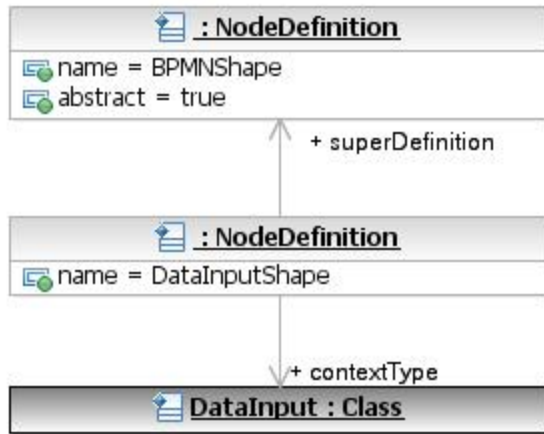 : NodeDefinition
name = BPMNShape
abstract = true
+ superDefinition
: NodeDefinition
name = DataInputShape
+ contextType
DataInput : Class